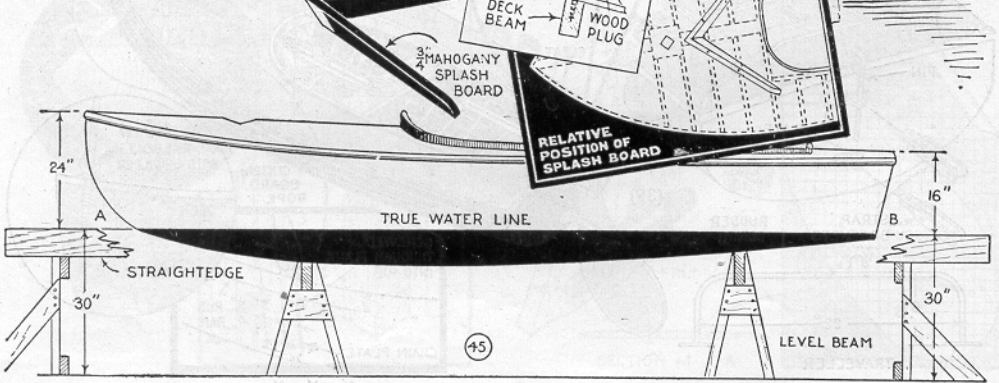 DECK
BEAM
WOOD
PLUG
3/4" MAHOGANY
SPLASH
BOARD
RELATIVE
POSITION OF
SPLASH BOARD
24"
16"
A
TRUE WATER LINE
B
STRAIGHTEDGE
30"
30"
45
LEVEL BEAM